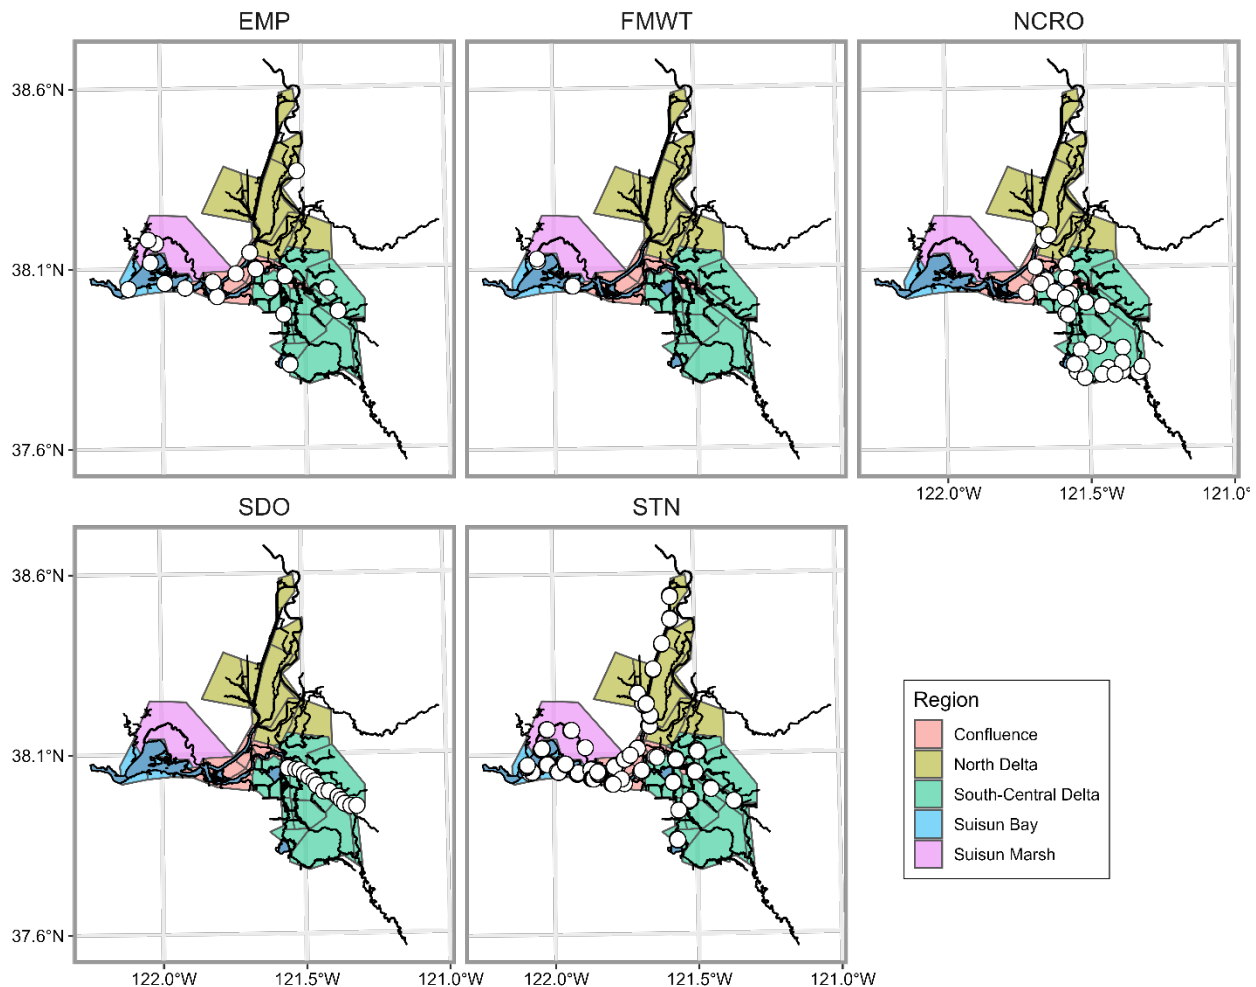 EMP
FMWT
NCRO
38.6°N
38.1°N
37.6°N
122.0°W
121.5°W
121.0°
SDO
STN
38.6°N
38.1°N
37.6°N
122.0°W
121.5°W
121.0°W
122.0°W
121.5°W
121.0°W
Region
Confluence
North Delta
South-Central Delta
Suisun Bay
Suisun Marsh